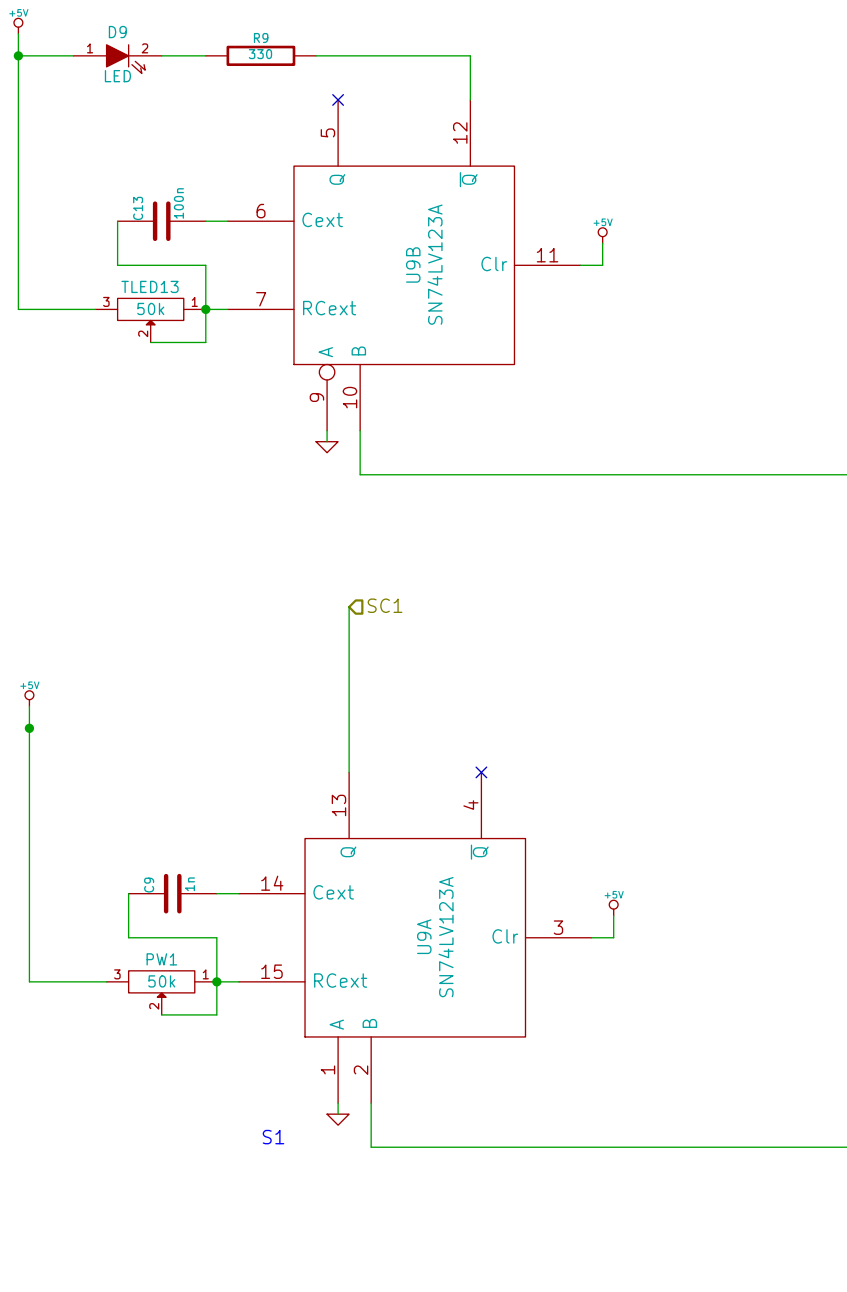 +5V
D9
1
2
LED
R9
330
5
12
Q
Q
C13
100n
6
Cext
U9B
SN74LV123A
+5V
Clr
11
TLED13
3
50k
1
2
7
RCext
A
B
9
10
SC1
+5V
13
4
Q
Q
C9
1n
14
Cext
U9A
SN74LV123A
+5V
Clr
3
PW1
3
50k
1
2
15
RCext
A
B
1
2
S1